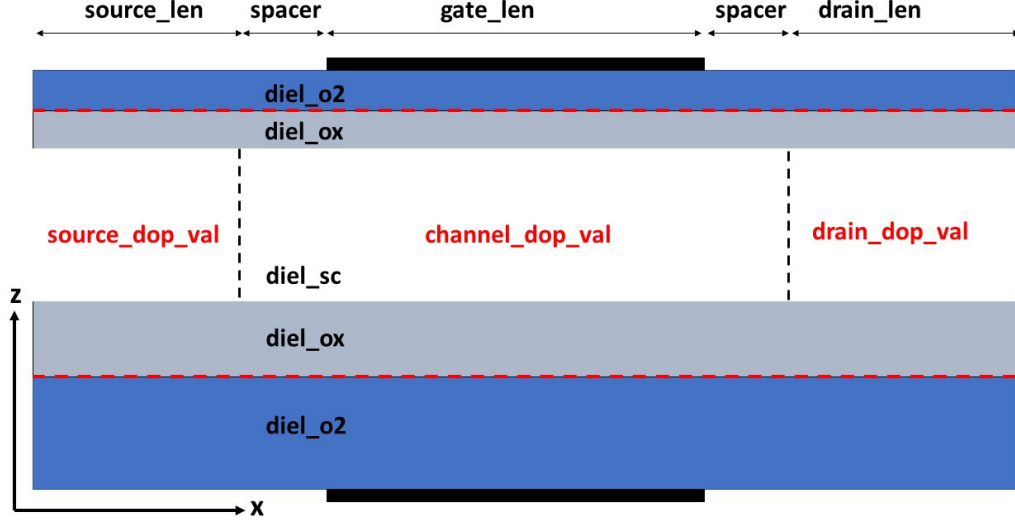 source_len spacer gate_len spacer drain_len
diel_o2
diel_ox
source_dop_val channel_dop_val drain_dop_val
diel_sc
z
diel_ox
diel_o2
x